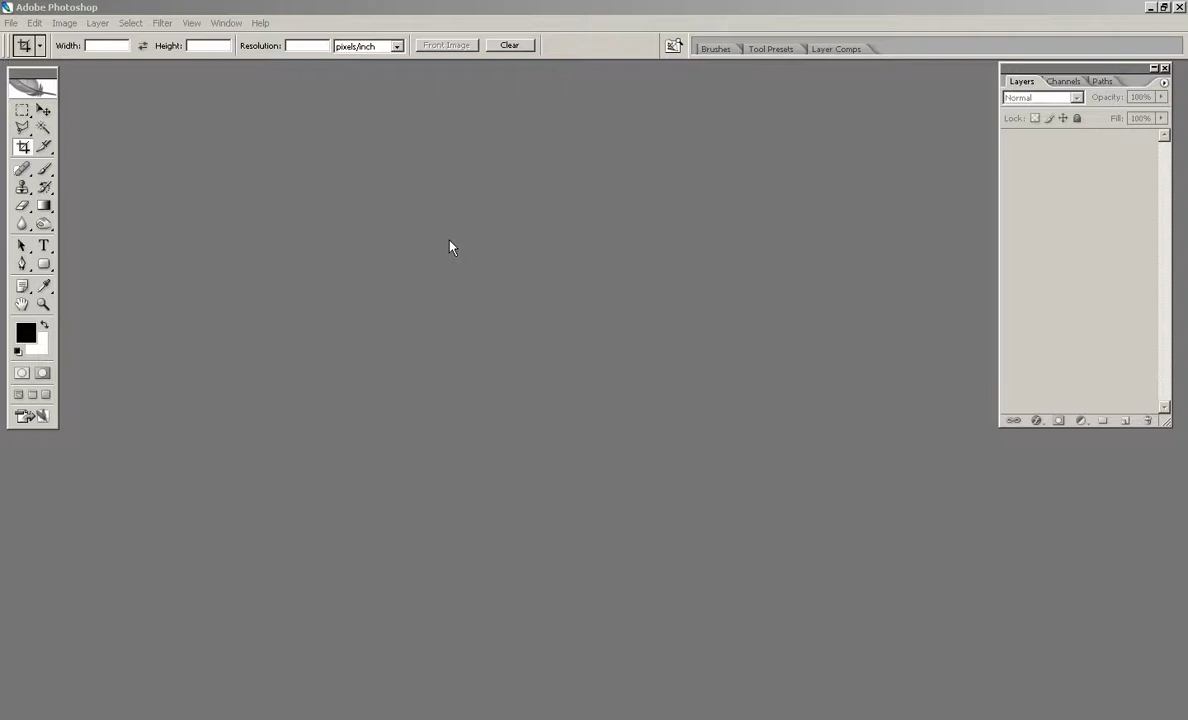 Adobe Photoshop
File Edit Image Layer Select Filter View Window Help
Width: Height: Resolution: pixels/inch Front Image Clear Brushes Tool Presets Layer Comps
Layers Channels Paths
Normal Opacity: 100%
Lock: Fill: 100%
T